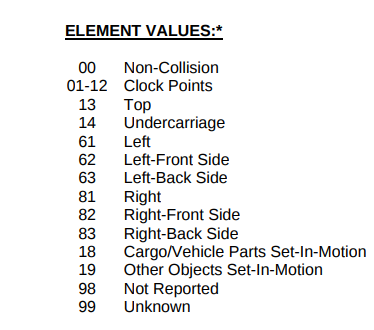 ELEMENT VALUES:*
00 Non-Collision
01-12 Clock Points
13 Top
14 Undercarriage
61 Left
62 Left-Front Side
63 Left-Back Side
81 Right
82 Right-Front Side
83 Right-Back Side
18 Cargo/Vehicle Parts Set-In-Motion
19 Other Objects Set-In-Motion
98 Not Reported
99 Unknown